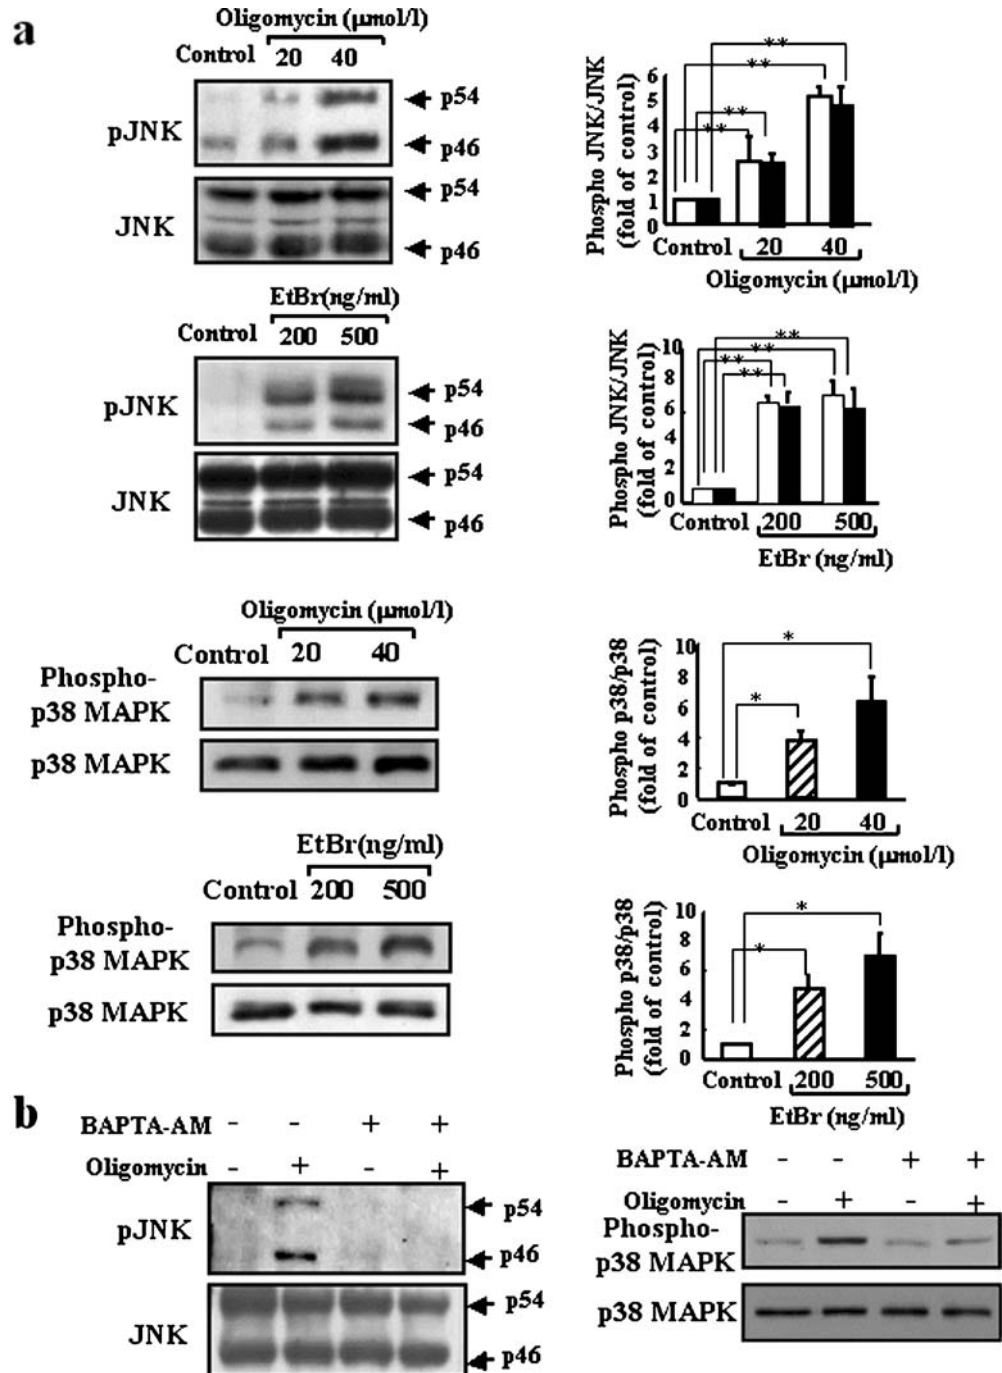 a
Oligomycin (µmol/l)
Control 20 40
pJNK
p54
p46
JNK
p54
p46
Phospho JNK/JNK
(fold of control)
6
5
4
3
2
1
0
** ** ** **
Control 20 40
Oligomycin (µmol/l)
EtBr(ng/ml)
Control 200 500
pJNK
p54
p46
JNK
p54
p46
Phospho JNK/JNK
(fold of control)
10
8
6
4
2
0
** ** ** **
Control 200 500
EtBr (ng/ml)
Oligomycin (µmol/l)
Control 20 40
Phospho-
p38 MAPK
p38 MAPK
Phospho p38/p38
(fold of control)
10
8
6
4
2
0
* *
Control 20 40
Oligomycin (µmol/l)
EtBr(ng/ml)
Control 200 500
Phospho-
p38 MAPK
p38 MAPK
Phospho p38/p38
(fold of control)
10
8
6
4
2
0
* *
Control 200 500
EtBr (ng/ml)
b
BAPTA-AM - - + +
Oligomycin - + - +
pJNK
p54
p46
JNK
p54
p46
BAPTA-AM - - + +
Oligomycin - + - +
Phospho-
p38 MAPK
p38 MAPK